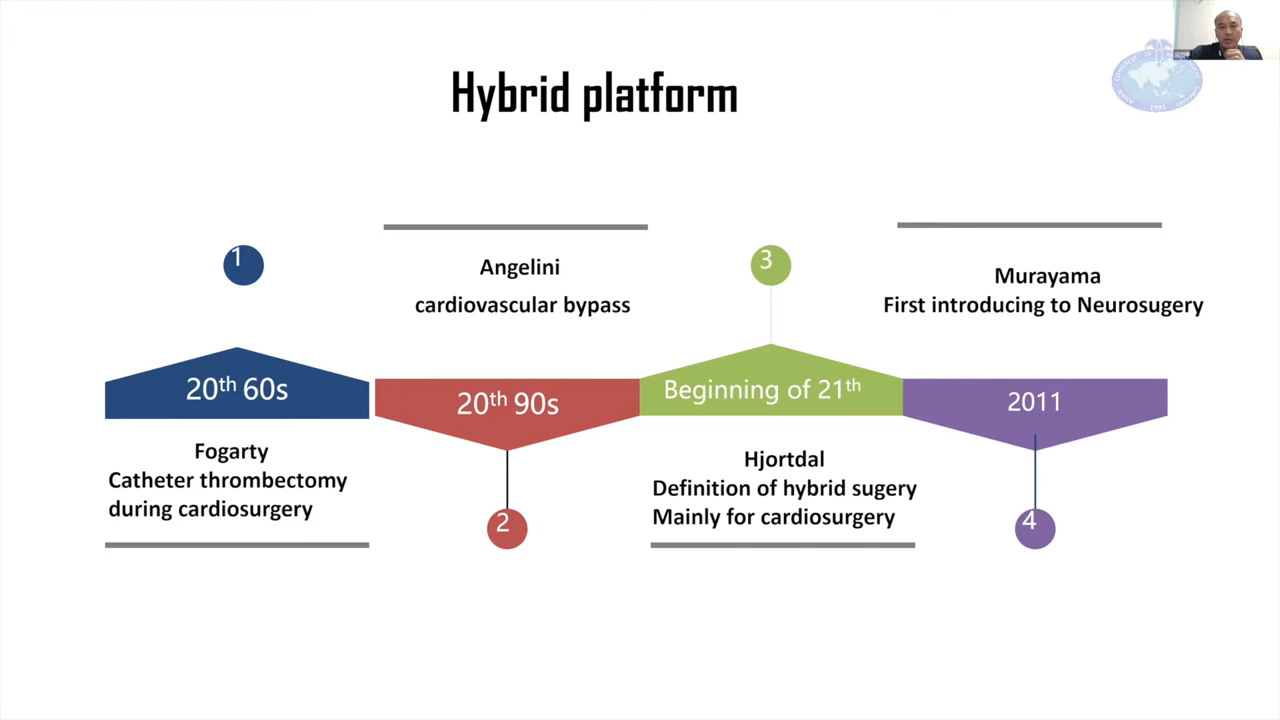 Hybrid platform
1
20th 60s
Fogarty
Catheter thrombectomy
during cardiosurgery
Angelini
cardiovascular bypass
20th 90s
2
3
Beginning of 21th
Hjortdal
Definition of hybrid sugery
Mainly for cardiosurgery
Murayama
First introducing to Neurosugery
2011
4
1995